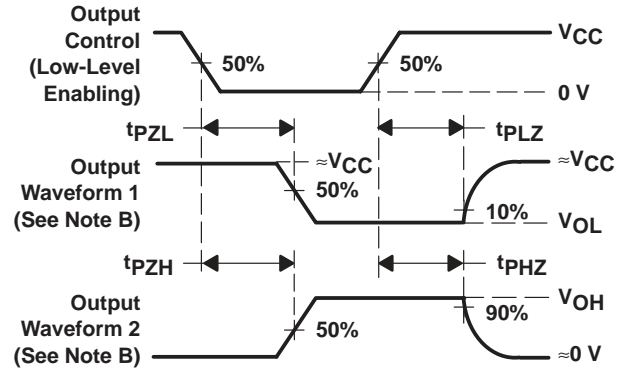 Output
Control
(Low-Level
Enabling)
50%
50%
VCC
0 V
tPZL
tPLZ
Output
Waveform 1
(See Note B)
≈VCC
50%
≈VCC
10%
VOL
tPZH
tPHZ
Output
Waveform 2
(See Note B)
50%
VOH
90%
≈0 V